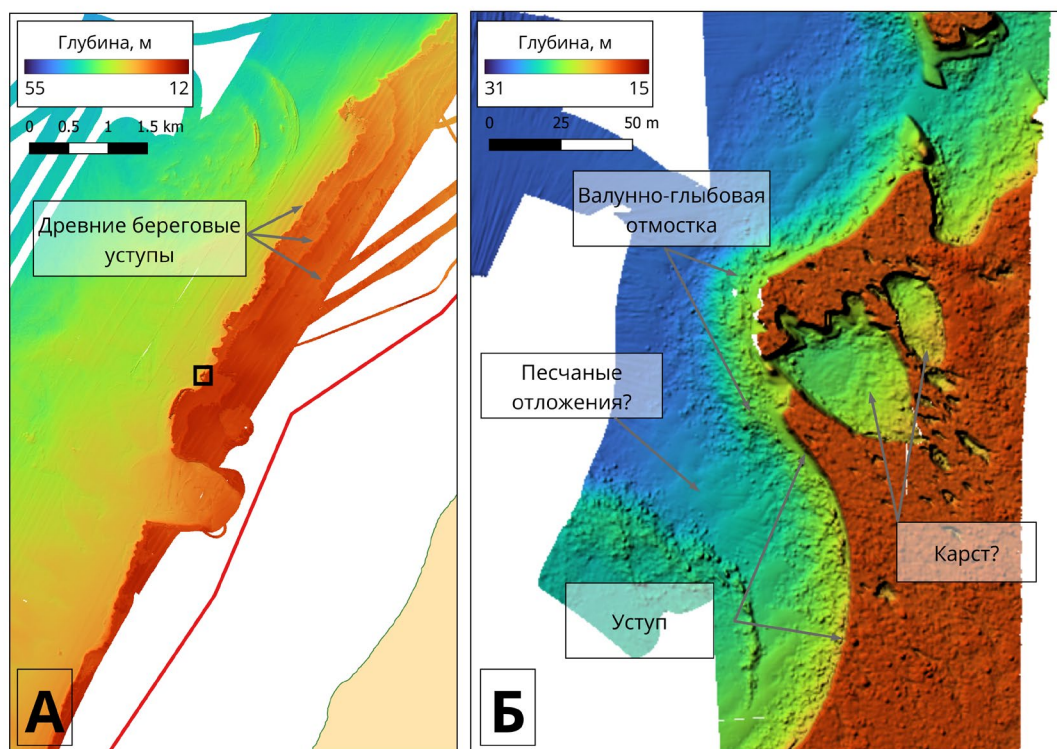 Глубина, м
55 12
0 0.5 1 1.5 km
Древние береговые
уступы
А
Глубина, м
31 15
0 25 50 m
Валунно-глыбовая
отмостка
Песчаные
отложения?
Карст?
Уступ
Б